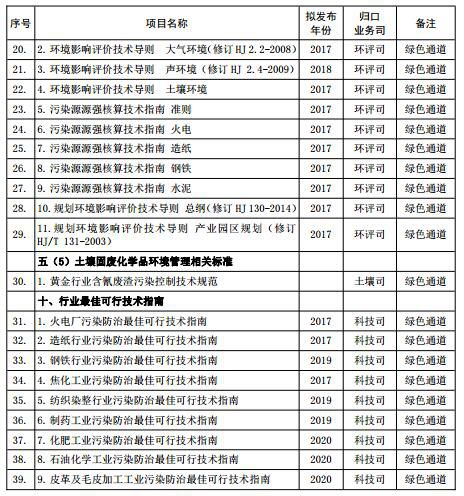 序号 项目名称 拟发布年份 归口业务司 备注
20. 2.环境影响评价技术导则 大气环境(修订HJ 2.2-2008) 2017 环评司 绿色通道
21. 3.环境影响评价技术导则 声环境(修订HJ 2.4-2009) 2018 环评司 绿色通道
22. 4.环境影响评价技术导则 土壤环境 2017 环评司 绿色通道
23. 5.污染源源强核算技术指南 准则 2017 环评司 绿色通道
24. 6.污染源源强核算技术指南 火电 2017 环评司 绿色通道
25. 7.污染源源强核算技术指南 造纸 2017 环评司 绿色通道
26. 8.污染源源强核算技术指南 钢铁 2017 环评司 绿色通道
27. 9.污染源源强核算技术指南 水泥 2017 环评司 绿色通道
28. 10.规划环境影响评价技术导则 总纲(修订HJ 130-2014) 2017 环评司 绿色通道
29. 11.规划环境影响评价技术导则 产业园区规划(修订HJ/T 131-2003) 2017 环评司 绿色通道
五(5)土壤固废化学品环境管理相关标准
30. 1.黄金行业含氰废渣污染控制技术规范 土壤司 绿色通道
十、行业最佳可行技术指南
31. 1.火电厂污染防治最佳可行技术指南 2017 科技司 绿色通道
32. 2.造纸行业污染防治最佳可行技术指南 2017 科技司 绿色通道
33. 3.钢铁行业污染防治最佳可行技术指南 2019 科技司 绿色通道
34. 4.焦化工业污染防治最佳可行技术指南 2017 科技司 绿色通道
35. 5.纺织染整行业污染防治最佳可行技术指南 2019 科技司 绿色通道
36. 6.制药工业污染防治最佳可行技术指南 2019 科技司 绿色通道
37. 7.化肥工业污染防治最佳可行技术指南 2020 科技司 绿色通道
38. 8.石油化学工业污染防治最佳可行技术指南 2020 科技司 绿色通道
39. 9.皮革及毛皮加工工业污染防治最佳可行技术指南 2020 科技司 绿色通道